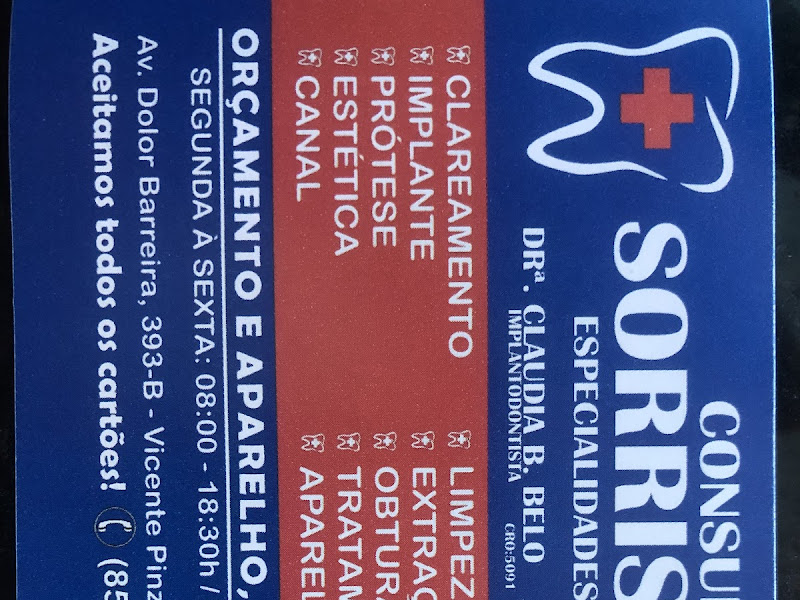 CONSU
SORRIS
ESPECIALIDADES
DRª. CLAUDIA B. BELO
IMPLANTODONTISTA CRO:5091
CLAREAMENTO
IMPLANTE
PRÓTESE
ESTÉTICA
CANAL
LIMPEZ
EXTRAÇ
OBTURA
TRATAM
APAREL
ORÇAMENTO E APARELHO,
SEGUNDA À SEXTA: 08:00 - 18:30h /
Av. Dolor Barreira, 393-B - Vicente Pinz
Aceitamos todos os cartões! (85